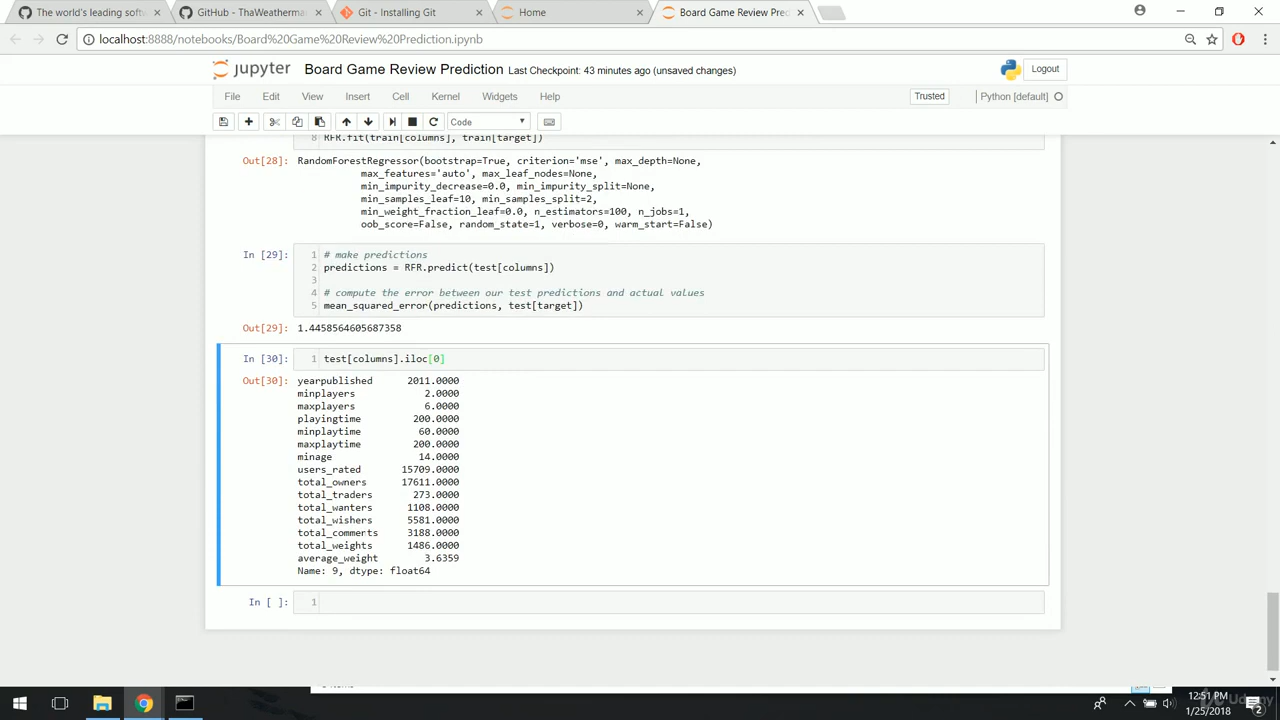 The world's leading softw
GitHub - ThaWeatherma
Git - Installing Git
Home
Board Game Review Pred
localhost:8888/notebooks/Board%20Game%20Review%20Prediction.ipynb
jupyter Board Game Review Prediction Last Checkpoint: 43 minutes ago (unsaved changes)
Logout
File Edit View Insert Cell Kernel Widgets Help
Trusted
Python [default]
Code
8 RFR.fit(train[columns], train[target])
Out[28]: RandomForestRegressor(bootstrap=True, criterion='mse', max_depth=None,
max_features='auto', max_leaf_nodes=None,
min_impurity_decrease=0.0, min_impurity_split=None,
min_samples_leaf=10, min_samples_split=2,
min_weight_fraction_leaf=0.0, n_estimators=100, n_jobs=1,
oob_score=False, random_state=1, verbose=0, warm_start=False)
In [29]: 1 # make predictions
2 predictions = RFR.predict(test[columns])
3
4 # compute the error between our test predictions and actual values
5 mean_squared_error(predictions, test[target])
Out[29]: 1.4458564605687358
In [30]: 1 test[columns].iloc[0]
Out[30]: yearpublished 2011.0000
minplayers 2.0000
maxplayers 6.0000
playingtime 200.0000
minplaytime 60.0000
maxplaytime 200.0000
minage 14.0000
users_rated 15709.0000
total_owners 17611.0000
total_traders 273.0000
total_wanters 1108.0000
total_wishers 5581.0000
total_comments 3188.0000
total_weights 1486.0000
average_weight 3.6359
Name: 9, dtype: float64
In [ ]: 1
12:51 PM
1/25/2018
2
Udemy